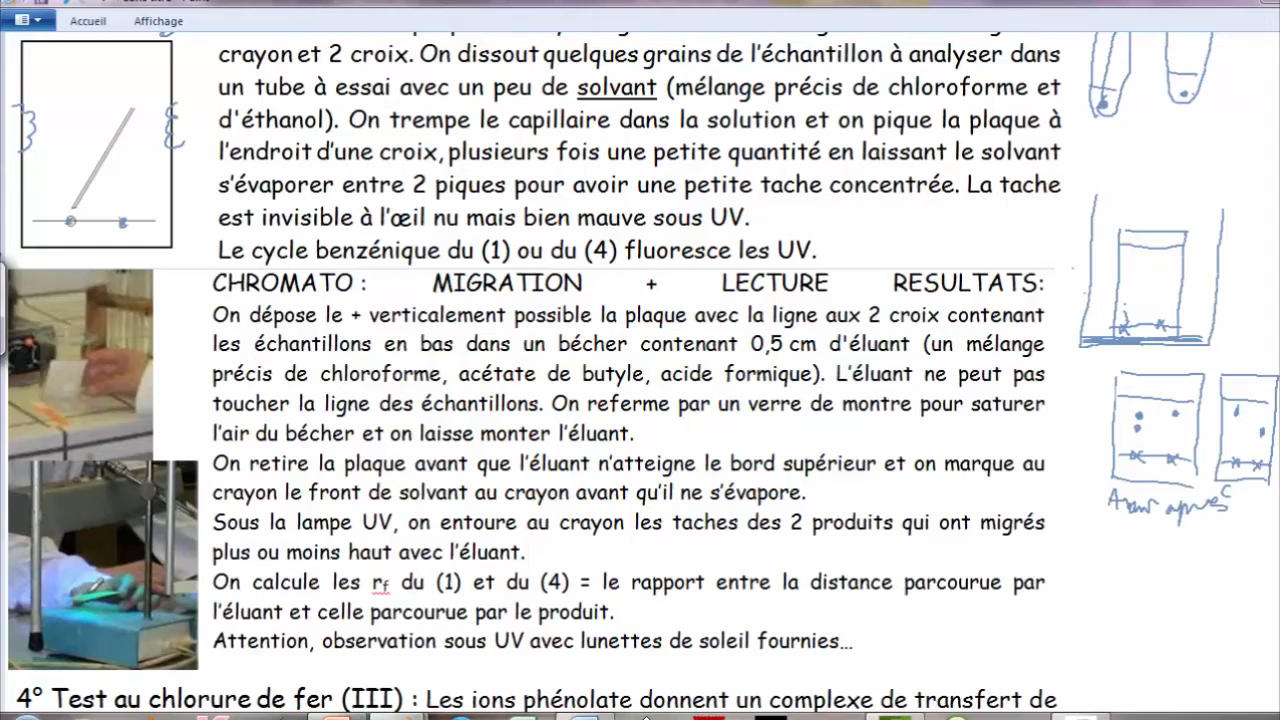 Accueil Affichage
crayon et 2 croix. On dissout quelques grains de l'échantillon à analyser dans
un tube à essai avec un peu de solvant (mélange précis de chloroforme et
d'éthanol). On trempe le capillaire dans la solution et on pique la plaque à
l'endroit d'une croix, plusieurs fois une petite quantité en laissant le solvant
s'évaporer entre 2 piques pour avoir une petite tache concentrée. La tache
est invisible à l'œil nu mais bien mauve sous UV.
Le cycle benzénique du (1) ou du (4) fluoresce les UV.
CHROMATO : MIGRATION + LECTURE RESULTATS:
On dépose le + verticalement possible la plaque avec la ligne aux 2 croix contenant
les échantillons en bas dans un bécher contenant 0,5 cm d'éluant (un mélange
précis de chloroforme, acétate de butyle, acide formique). L'éluant ne peut pas
toucher la ligne des échantillons. On referme par un verre de montre pour saturer
l'air du bécher et on laisse monter l'éluant.
On retire la plaque avant que l'éluant n'atteigne le bord supérieur et on marque au
crayon le front de solvant au crayon avant qu'il ne s'évapore.
Sous la lampe UV, on entoure au crayon les taches des 2 produits qui ont migrés
plus ou moins haut avec l'éluant.
On calcule les rf du (1) et du (4) = le rapport entre la distance parcourue par
l'éluant et celle parcourue par le produit.
Attention, observation sous UV avec lunettes de soleil fournies…
4° Test au chlorure de fer (III) : Les ions phénolate donnent un complexe de transfert de
après